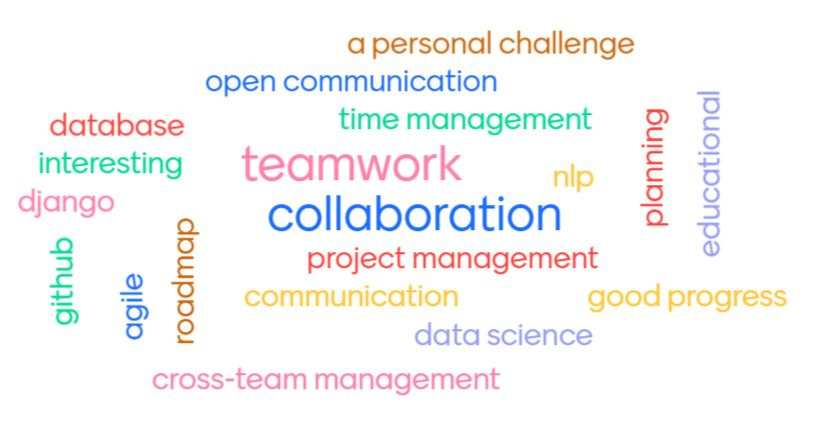 a personal challenge
open communication
database
time management
interesting
teamwork
nlp
planning
educational
django
collaboration
github
agile
roadmap
project management
communication
good progress
data science
cross-team management